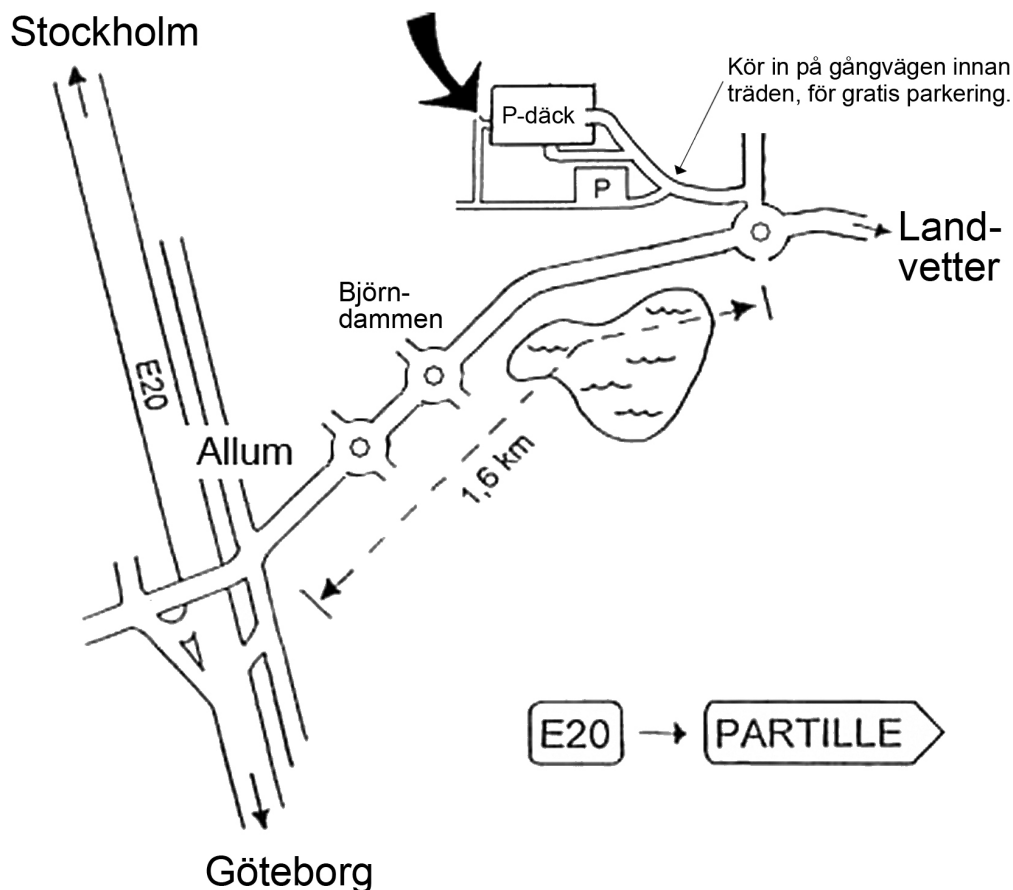 Stockholm
Kör in på gångvägen innan
träden, för gratis parkering.
P-däck
P
Land-
vetter
Björn-
dammen
E20
Allum
1,6 km
E20
PARTILLE
Göteborg